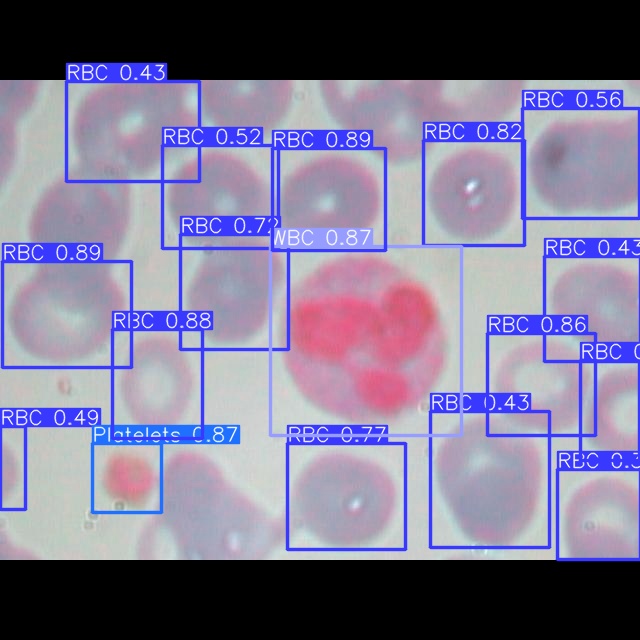 RBC 0.43
RBC 0.56
RBC 0.82
RBC 0.52
RBC 0.89
RBC 0.72
WBC 0.87
RBC 0.43
RBC 0.89
RBC 0.88
RBC 0.86
RBC
RBC 0.43
RBC 0.49
Platelets 0.87
RBC 0.77
RBC